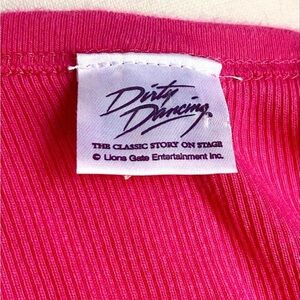 Dirty
Dancing®
THE CLASSIC STORY ON STAGE
© Lions Gate Entertainment Inc.